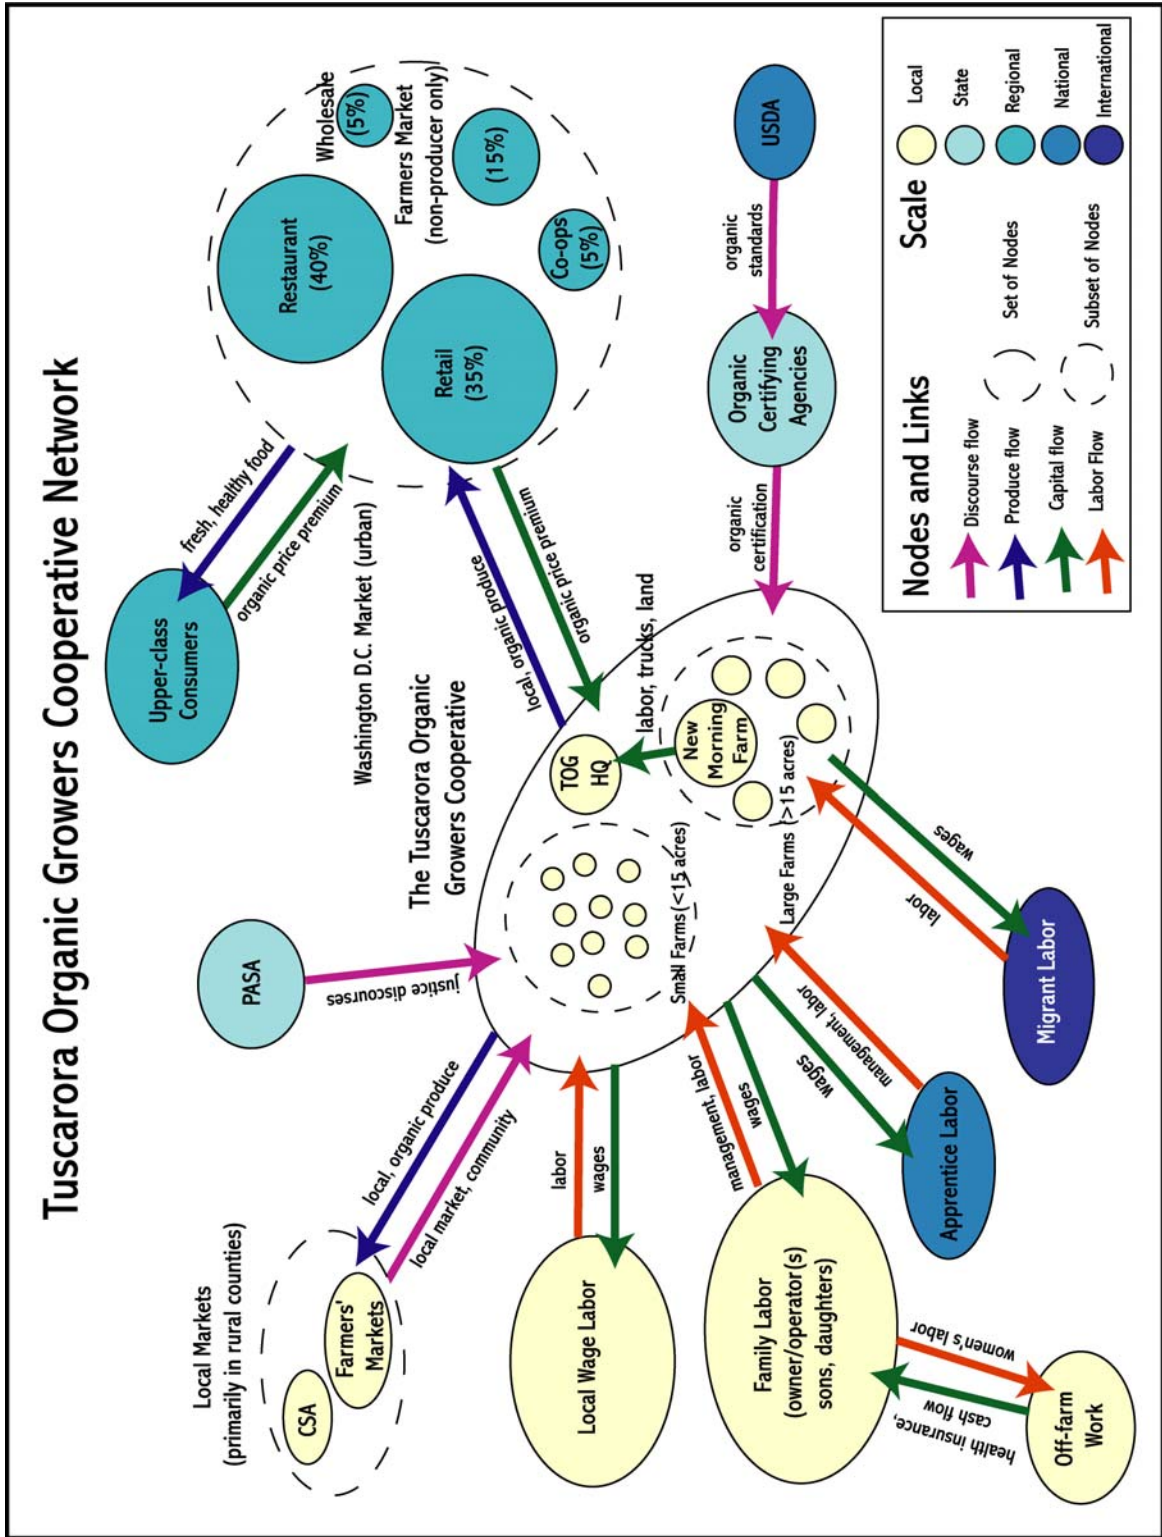 Tuscarora Organic Growers Cooperative Network
Local Markets
(primarily in rural counties)
CSA
Farmers'
Markets
local, organic produce
local market, community
PASA
justice discourses
Upper-class
Consumers
fresh, healthy food
organic price premium
Washington D.C. Market (urban)
Restaurant
(40%)
Wholesale
(5%)
Farmers Market
(non-producer only)
(15%)
Retail
(35%)
Co-ops
(5%)
local, organic produce
organic price premium
The Tuscarora Organic
Growers Cooperative
TOG
HQ
labor, trucks, land
New
Morning
Farm
Small Farms (<15 acres)
Large Farms (>15 acres)
Local Wage Labor
labor
wages
Family Labor
(owner/operator(s)
sons, daughters)
management, labor
wages
Off-farm
Work
women's labor
health insurance,
cash flow
Apprentice Labor
wages
management, labor
Migrant Labor
labor
wages
organic
certification
Organic
Certifying
Agencies
organic
standards
USDA
Nodes and Links
Discourse flow
Produce flow
Capital flow
Labor Flow
Set of Nodes
Subset of Nodes
Scale
Local
State
Regional
National
International